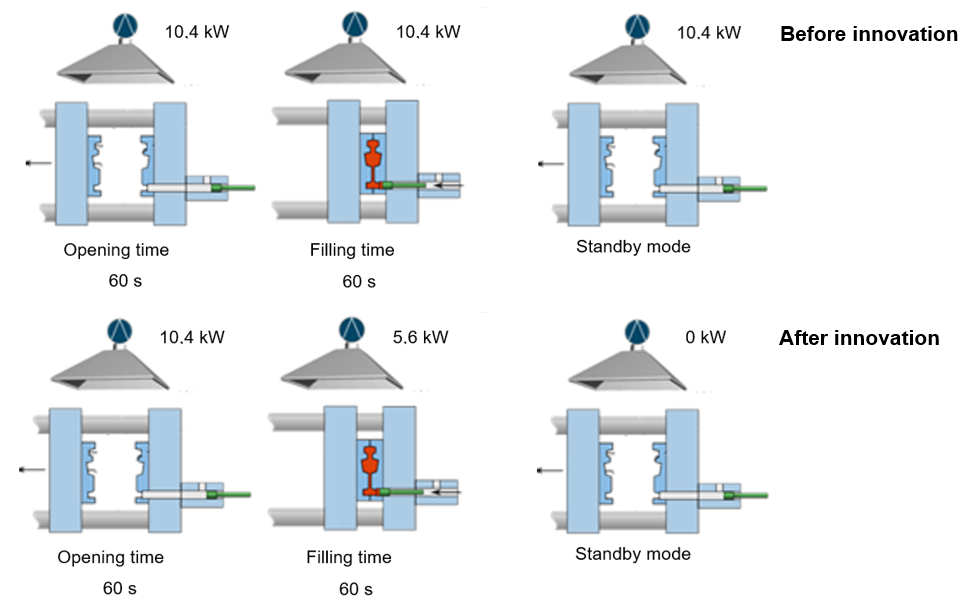 10.4 kW
10.4 kW
10.4 kW
Before innovation
Opening time
Filling time
Standby mode
60 s
60 s
10.4 kW
5.6 kW
0 kW
After innovation
Opening time
Filling time
Standby mode
60 s
60 s